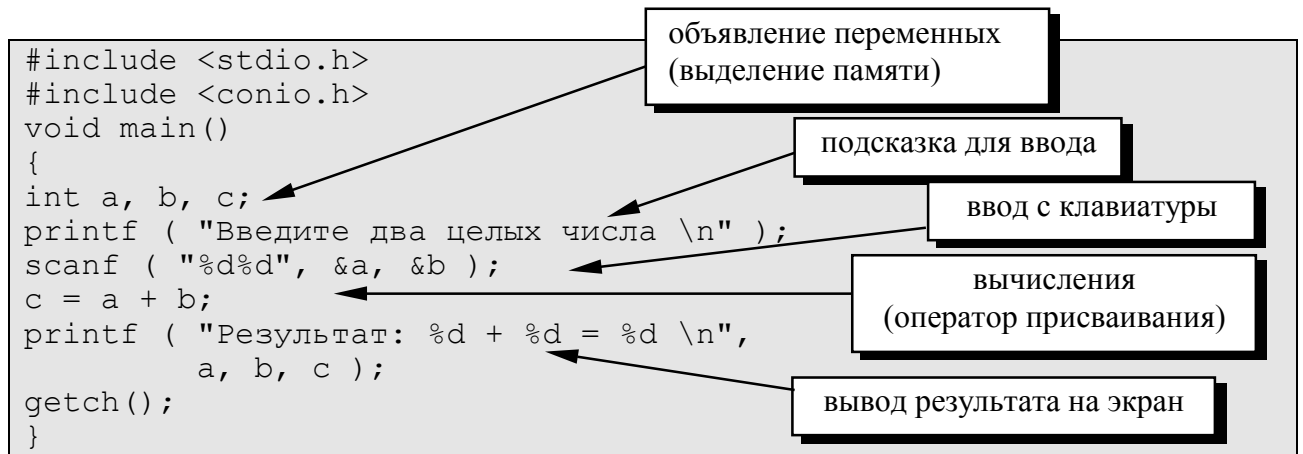 объявление переменных
(выделение памяти)
#include <stdio.h>
#include <conio.h>
void main()
{
подсказка для ввода
int a, b, c;
ввод с клавиатуры
printf ( "Введите два целых числа \n" );
scanf ( "%d%d", &a, &b );
вычисления
(оператор присваивания)
c = a + b;
printf ( "Результат: %d + %d = %d \n",
a, b, c );
вывод результата на экран
getch();
}